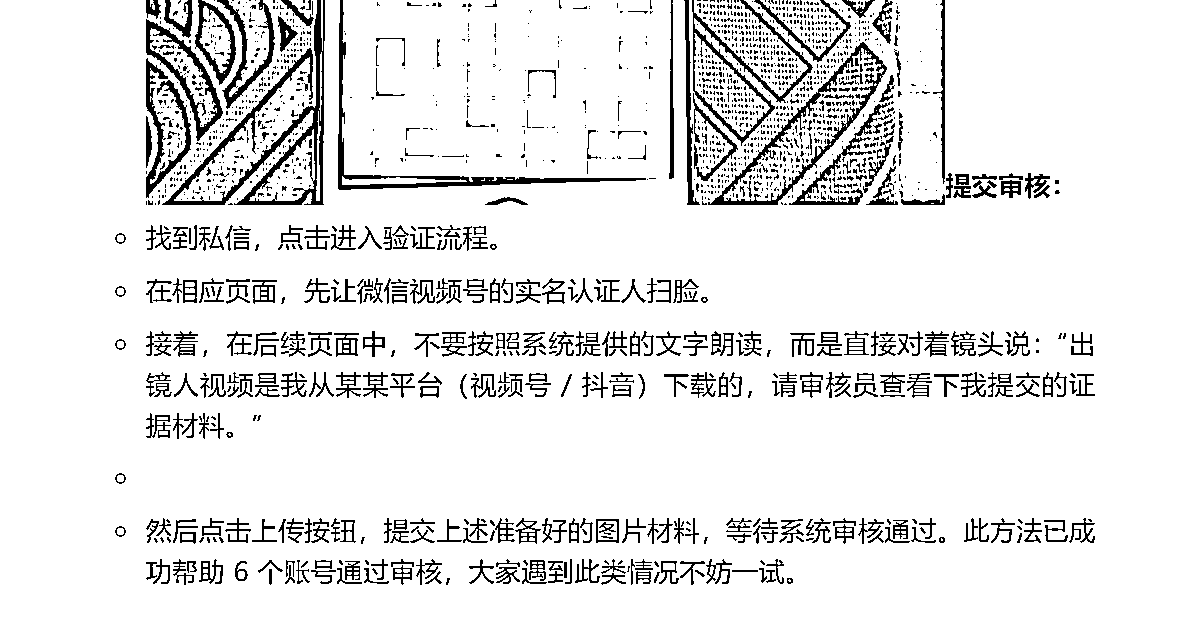 提交审核：
找到私信，点击进入验证流程。
在相应页面，先让微信视频号的实名认证人扫脸。
接着，在后续页面中，不要按照系统提供的文字朗读，而是直接对着镜头说：“出
镜人视频是我从某某平台（视频号 / 抖音）下载的，请审核员查看下我提交的证
据材料。”
然后点击上传按钮，提交上述准备好的图片材料，等待系统审核通过。此方法已成
功帮助 6 个账号通过审核，大家遇到此类情况不妨一试。